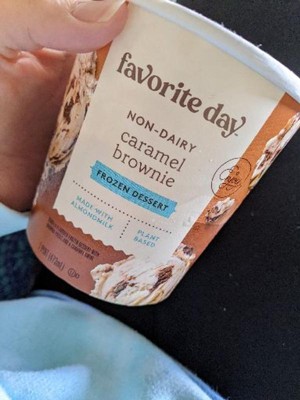 favorite day.
NON-DAIRY
caramel
brownie
FROZEN DESSERT
MADE WITH
ALMONDMILK
PLANT
BASED